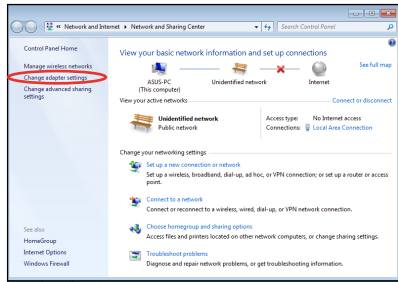 « Network and Internet ▸ Network and Sharing Center
Search Control Panel
Control Panel Home
Manage wireless networks
Change adapter settings
Change advanced sharing
settings
See also
HomeGroup
Internet Options
Windows Firewall
View your basic network information and set up connections
See full map
ASUS-PC
(This computer)
Unidentified network
Internet
View your active networks
Connect or disconnect
Unidentified network
Public network
Access type: No Internet access
Connections: Local Area Connection
Change your networking settings
Set up a new connection or network
Set up a wireless, broadband, dial-up, ad hoc, or VPN connection; or set up a router or access
point.
Connect to a network
Connect or reconnect to a wireless, wired, dial-up, or VPN network connection.
Choose homegroup and sharing options
Access files and printers located on other network computers, or change sharing settings.
Troubleshoot problems
Diagnose and repair network problems, or get troubleshooting information.